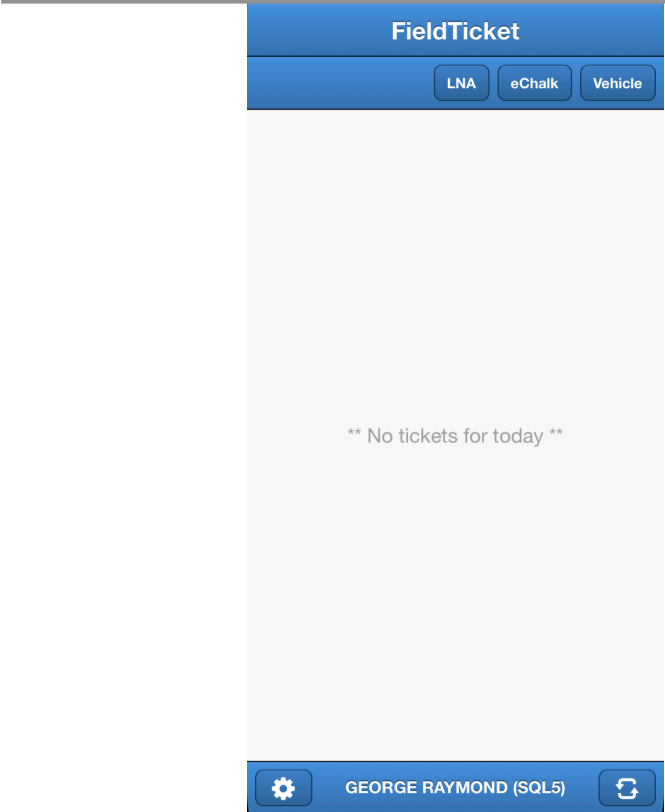 FieldTicket
LNA eChalk Vehicle
** No tickets for today **
GEORGE RAYMOND (SQL5)